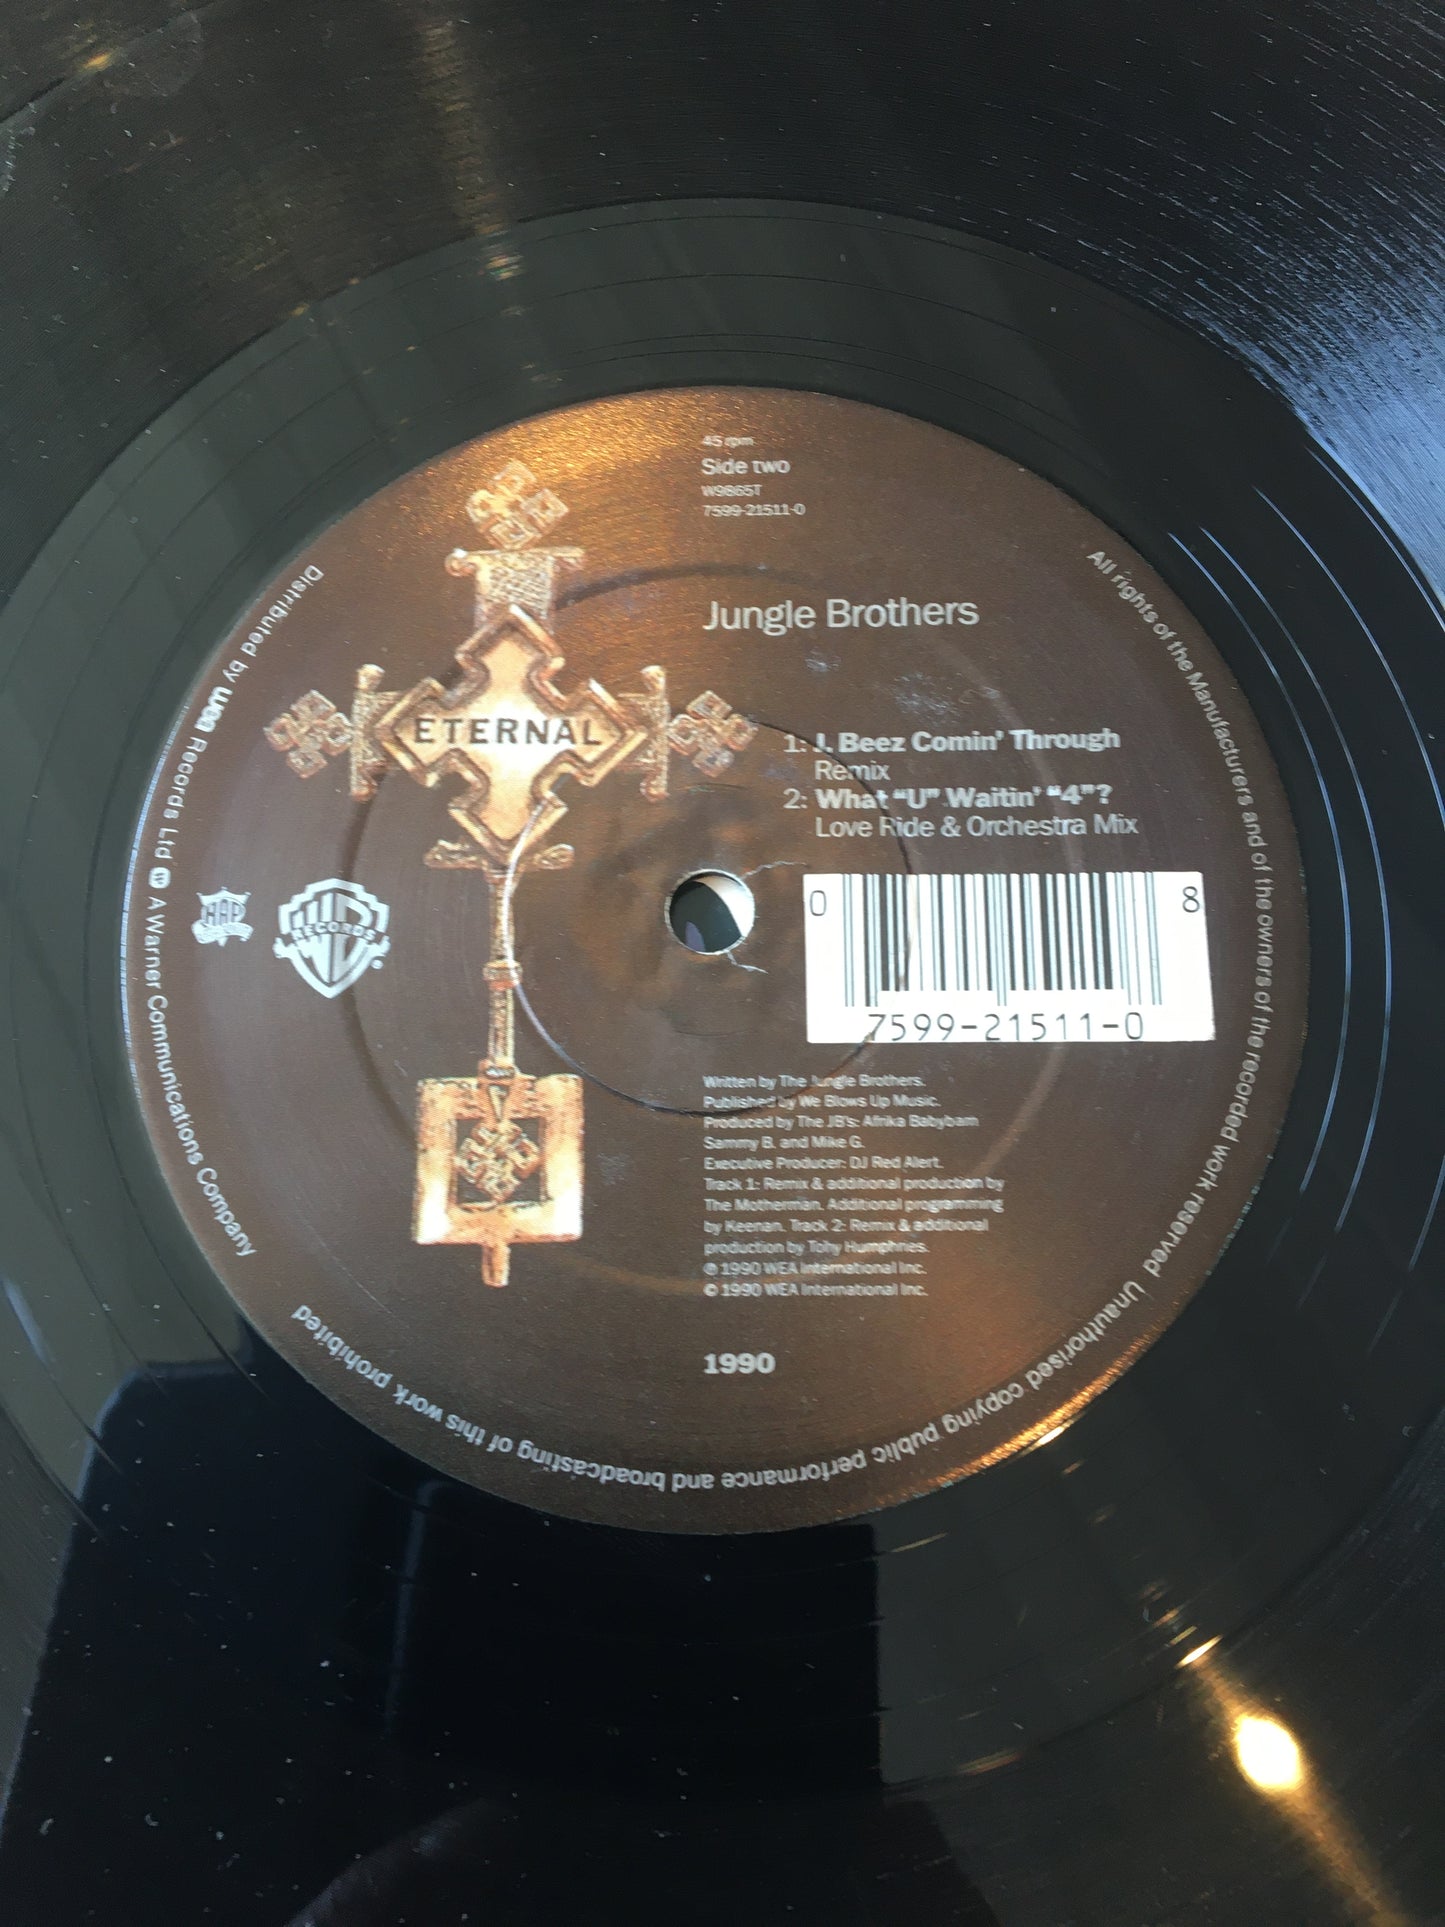 45 rpm
Side two
W9865T
7599-21511-0
Jungle Brothers
ETERNAL
1: J. Beez Comin' Through
Remix
2: What “U” Waitin' “4”?
Love Ride & Orchestra Mix
0 8
7599-21511-0
WB
RECORDS
Written by The Jungle Brothers.
Published by We Blows Up Music.
Produced by The JB's: Afrika Babybam
Sammy B. and Mike G.
Executive Producer: DJ Red Alert.
Track 1: Remix & additional production by
The Motherman. Additional programming
by Keenan. Track 2: Remix & additional
production by Tohy Humphries.
℗ 1990 WEA International Inc.
© 1990 WEA International Inc.
1990
Distributed by wea Records Ltd A Warner Communications Company
All rights of the Manufacturers and of the owners of the recorded work reserved Unauthorised copying public performance and broadcasting of this work prohibited